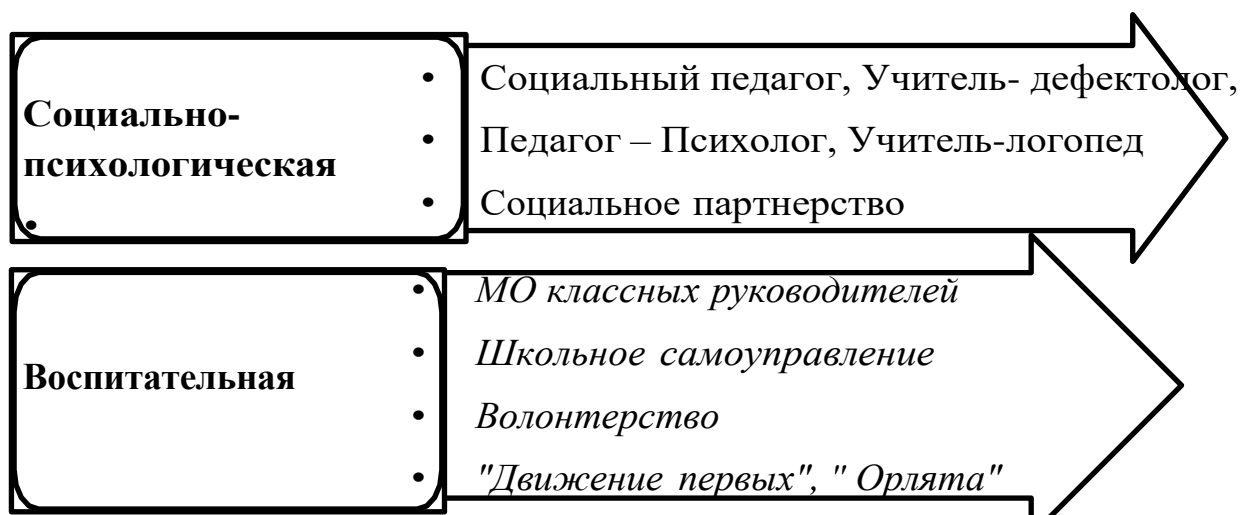 Социально-
психологическая
•
• Социальный педагог, Учитель- дефектолог,
• Педагог – Психолог, Учитель-логопед
• Социальное партнерство
Воспитательная
• МО классных руководителей
• Школьное самоуправление
• Волонтерство
• "Движение первых", " Орлята"